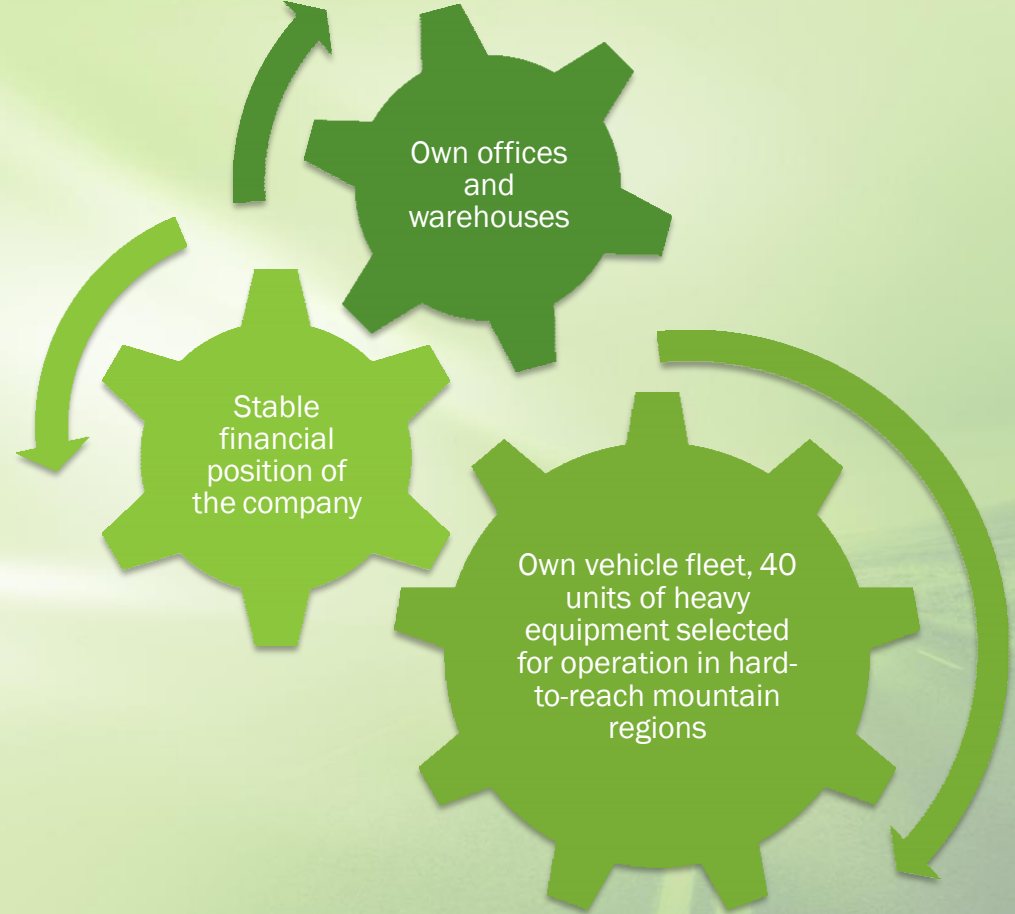 Own offices
and
warehouses
Stable
financial
position of
the company
Own vehicle fleet, 40
units of heavy
equipment selected
for operation in hard-
to-reach mountain
regions